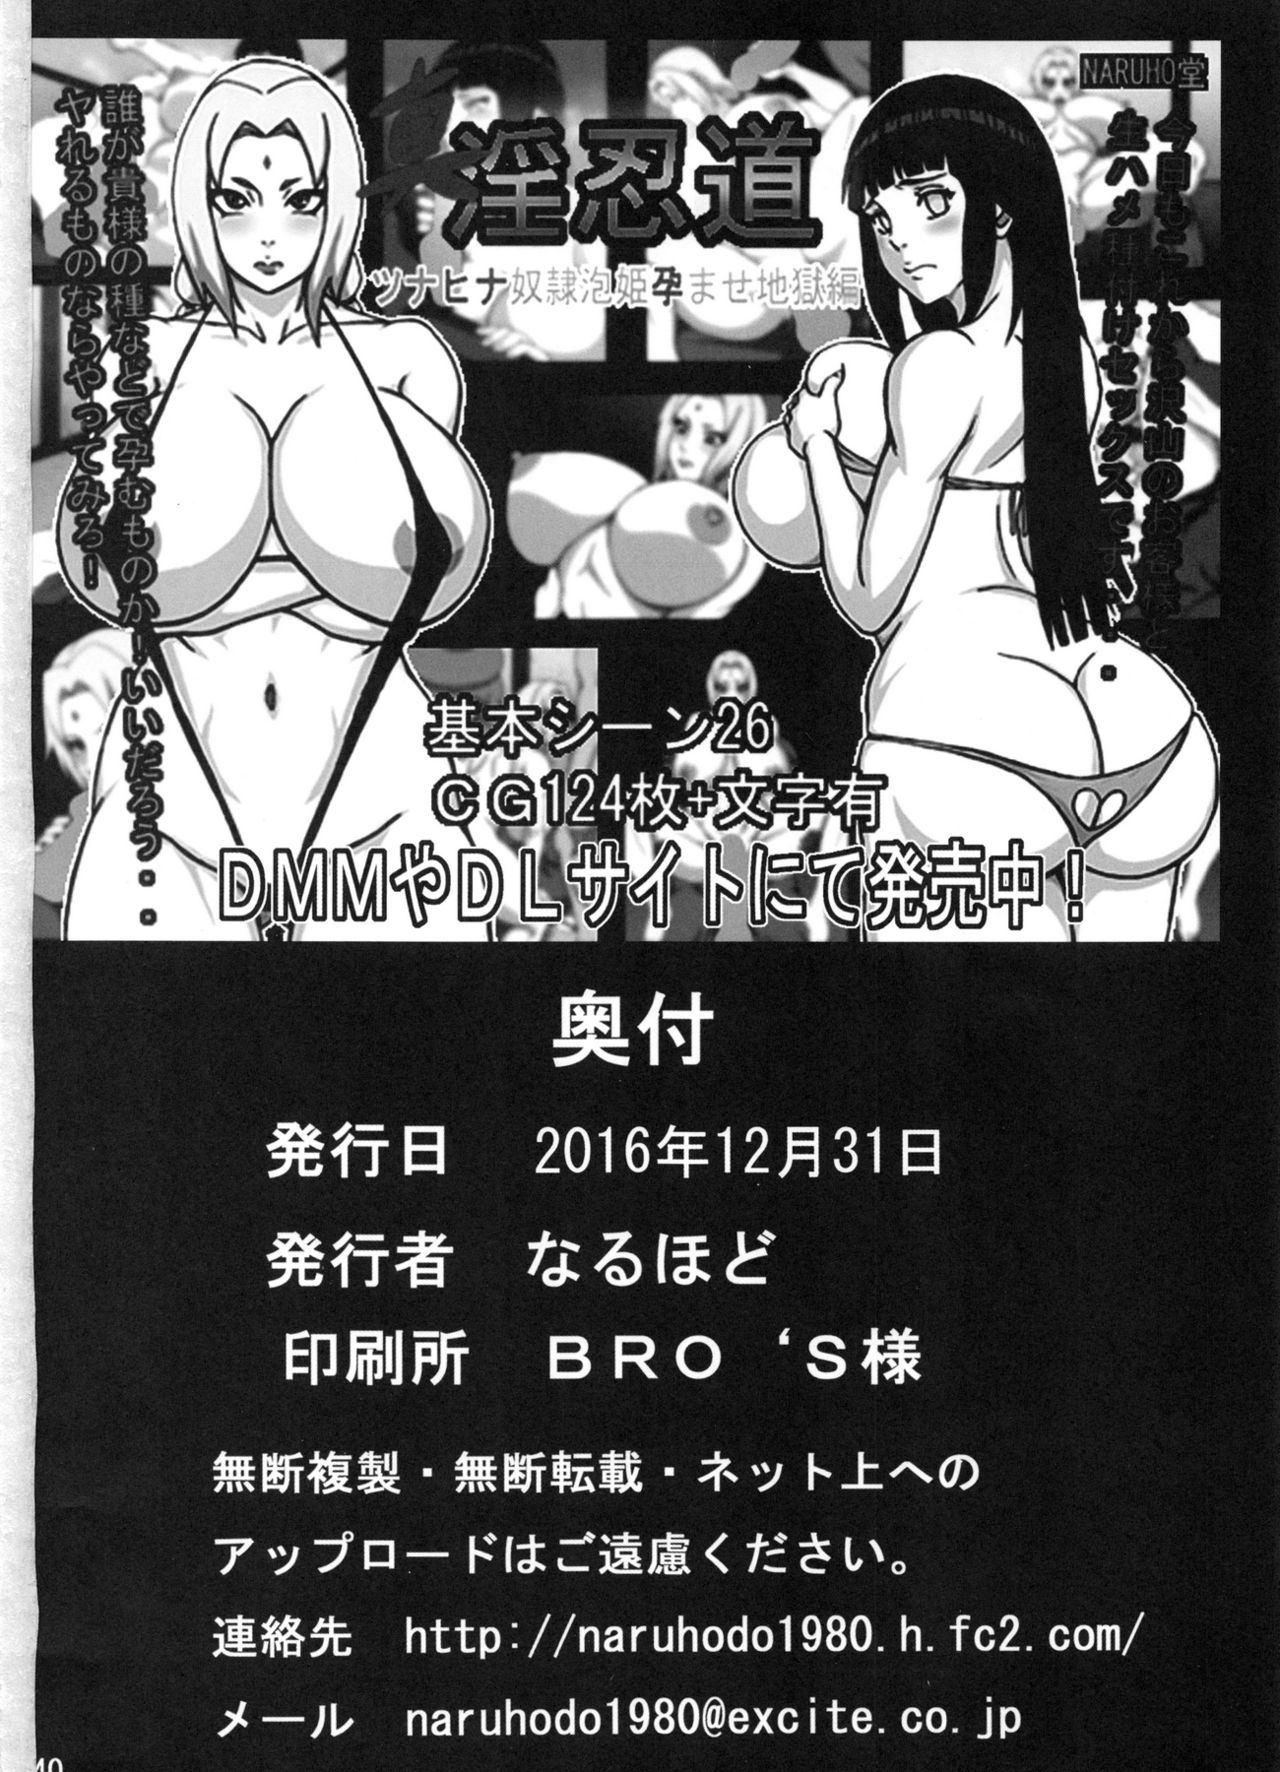 NARUHO堂
今日もこれから沢山のお客様と
生ハメ種付けセックスです・・・
淫忍道
ツナヒナ奴隷泡姫孕ませ地獄編
誰が貴様の種などで孕むものか！いいだろう・・
ヤれるものならやってみろ！
基本シーン26
ＣＧ124枚+文字有
ＤＭＭやＤＬサイトにて発売中！
奥付
発行日　2016年12月31日
発行者　なるほど
印刷所　ＢＲＯ‘Ｓ様
無断複製・無断転載・ネット上への
アップロードはご遠慮ください。
連絡先　http://naruhodo1980.h.fc2.com/
メール　naruhodo1980@excite.co.jp